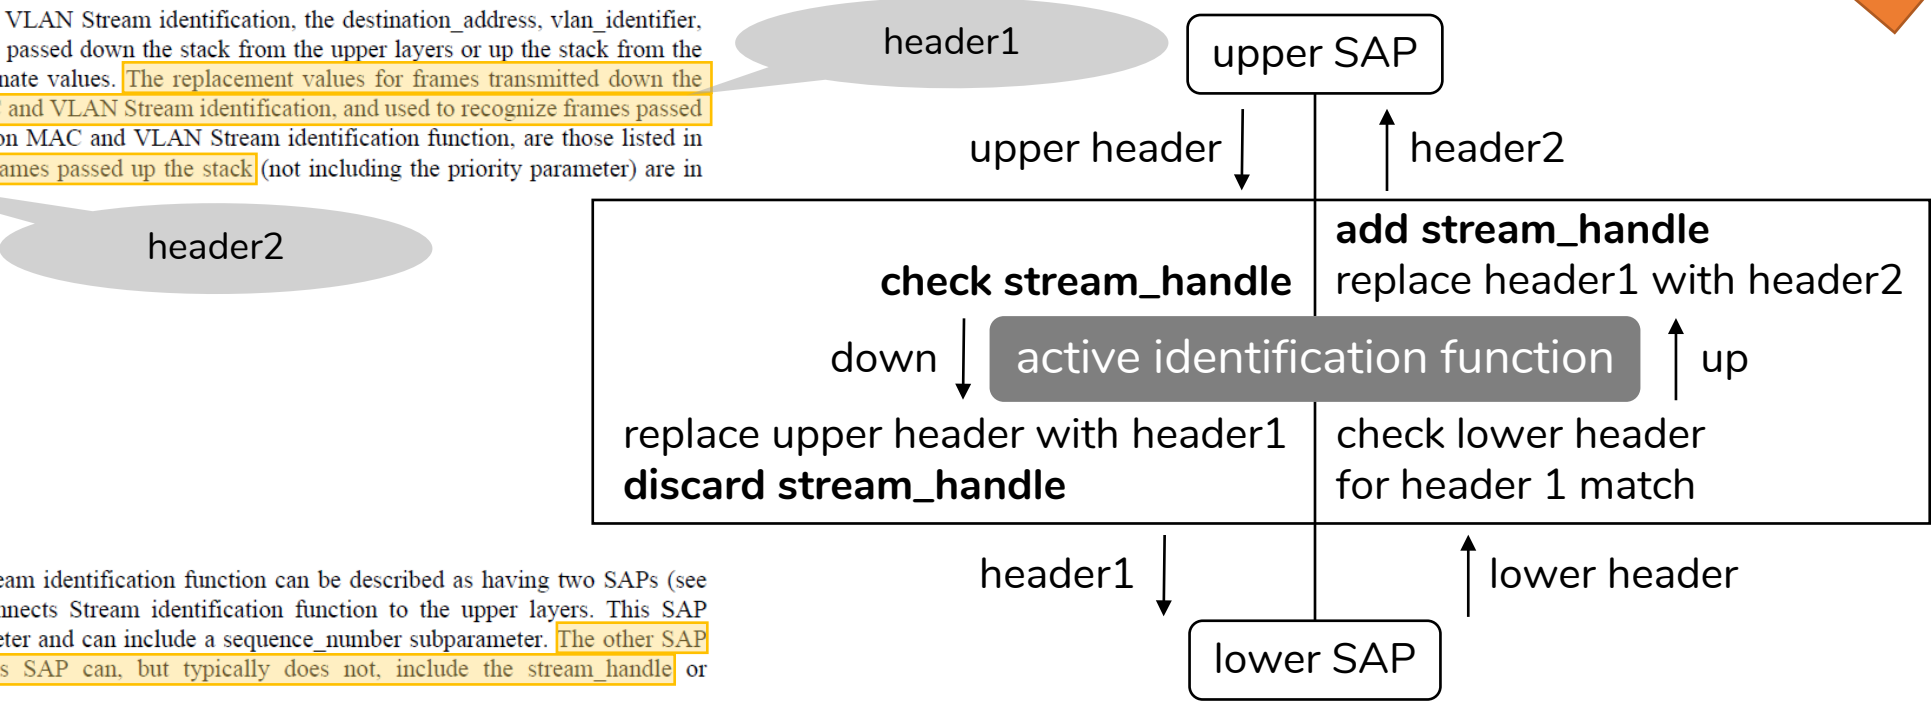 VLAN Stream identification, the destination_address, vlan_identifier,
passed down the stack from the upper layers or up the stack from the
nate values. The replacement values for frames transmitted down the
and VLAN Stream identification, and used to recognize frames passed
on MAC and VLAN Stream identification function, are those listed in
ames passed up the stack (not including the priority parameter) are in
header1
header2
upper SAP
upper header
header2
add stream_handle
check stream_handle
replace header1 with header2
down
active identification function
up
replace upper header with header1
check lower header
discard stream_handle
for header 1 match
header1
lower header
lower SAP
eam identification function can be described as having two SAPs (see
nnects Stream identification function to the upper layers. This SAP
eter and can include a sequence_number subparameter. The other SAP
s SAP can, but typically does not, include the stream_handle or